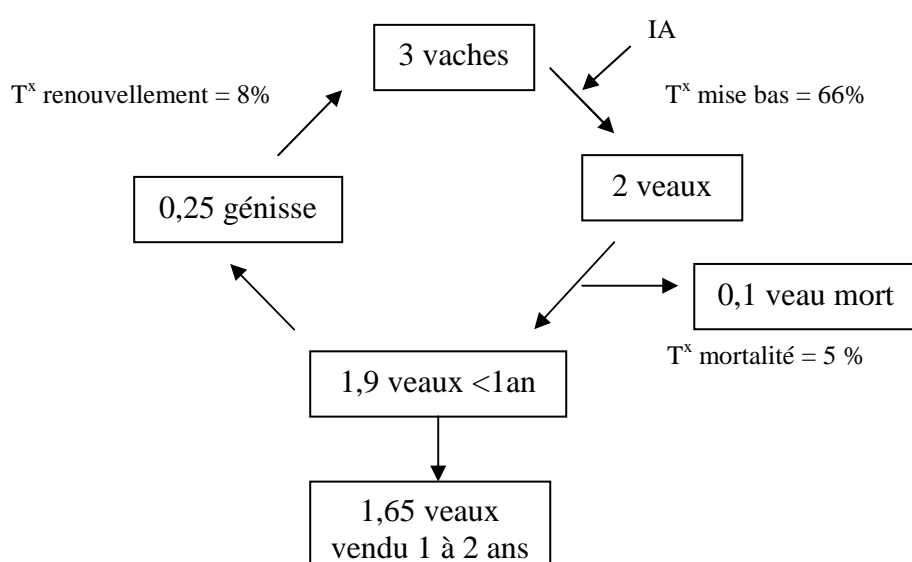 IA
3 vaches
Tˣ renouvellement = 8%
Tˣ mise bas = 66%
2 veaux
0,25 génisse
0,1 veau mort
Tˣ mortalité = 5 %
1,9 veaux <1an
1,65 veaux
vendu 1 à 2 ans